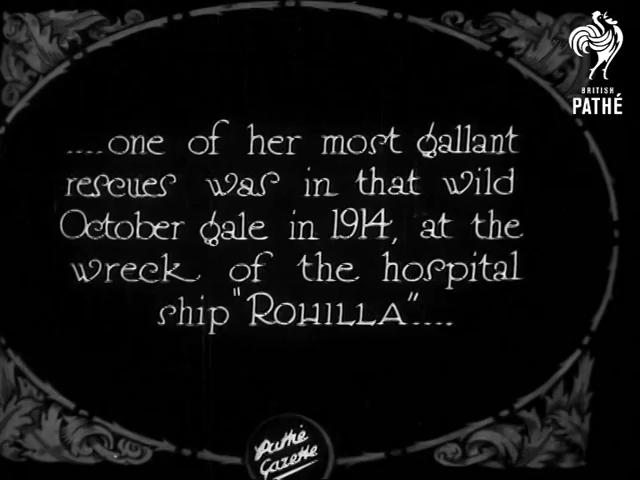 ....one of her most gallant
rescues was in that wild
October gale in 1914, at the
wreck of the hospital
ship "ROHILLA"....
Pathé
Gazette
BRITISH
PATHÉ